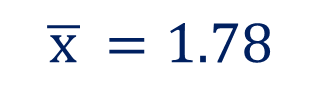 x̅ = 1.78